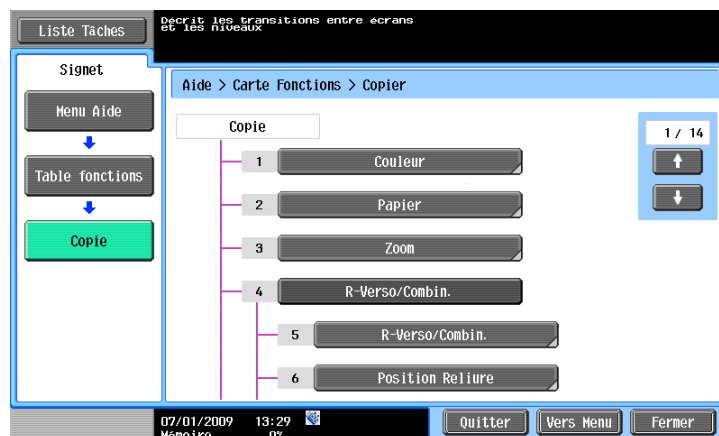 Liste Tâches
Décrit les transitions entre écrans
et les niveaux
Signet
Aide > Carte Fonctions > Copier
Menu Aide
Copie
1/ 14
1 Couleur
Table fonctions
2 Papier
Copie
3 Zoom
4 R-Verso/Combin.
5 R-Verso/Combin.
6 Position Reliure
07/01/2009 13:29
Mémoire 0%
Quitter Vers Menu Fermer